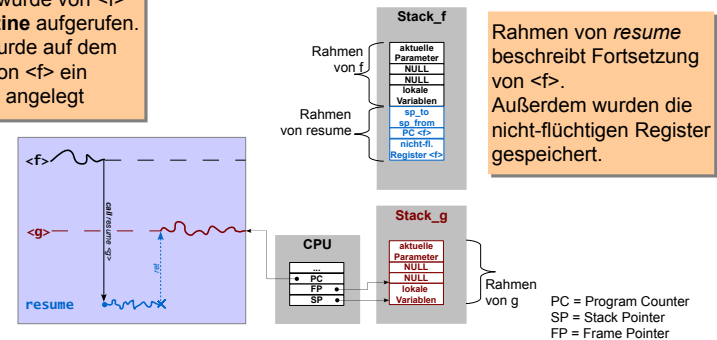 wurde von <f>
tine aufgerufen.
urde auf dem
on <f> ein
angelegt
Stack_f
Rahmen
von f
aktuelle
Parameter
NULL
NULL
lokale
Variablen
Rahmen
von resume
sp_to
sp_from
PC <f>
nicht-fl.
Register <f>
Rahmen von resume
beschreibt Fortsetzung
von <f>.
Außerdem wurden die
nicht-flüchtigen Register
gespeichert.
<f>
call resume <g>
<g>
ret
resume
CPU
...
PC
FP
SP
Stack_g
aktuelle
Parameter
NULL
NULL
lokale
Variablen
Rahmen
von g
PC = Program Counter
SP = Stack Pointer
FP = Frame Pointer